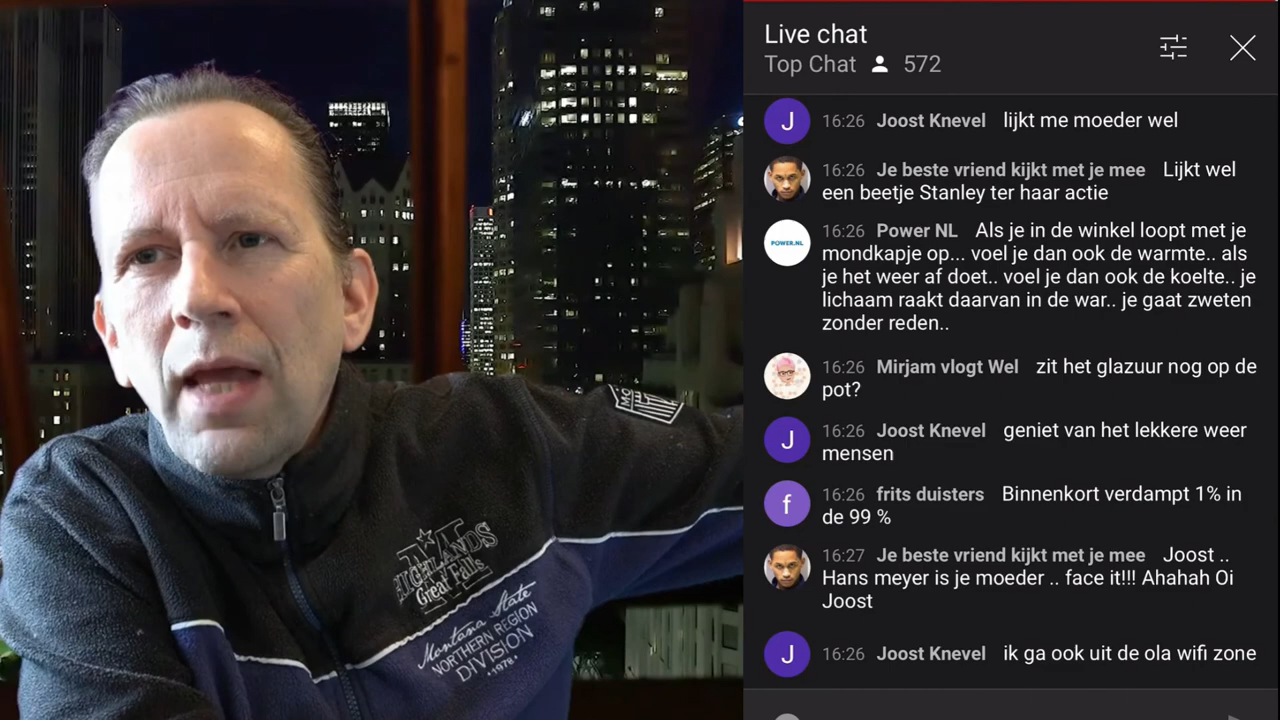 Live chat
Top Chat 572
J 16:26 Joost Knevel lijkt me moeder wel
16:26 Je beste vriend kijkt met je mee Lijkt wel
een beetje Stanley ter haar actie
POWER.NL 16:26 Power NL Als je in de winkel loopt met je
mondkapje op... voel je dan ook de warmte.. als
je het weer af doet.. voel je dan ook de koelte.. je
lichaam raakt daarvan in de war.. je gaat zweten
zonder reden..
16:26 Mirjam vlogt Wel zit het glazuur nog op de
pot?
J 16:26 Joost Knevel geniet van het lekkere weer
mensen
f 16:26 frits duisters Binnenkort verdampt 1% in
de 99 %
16:27 Je beste vriend kijkt met je mee Joost ..
Hans meyer is je moeder .. face it!!! Ahahah Oi
Joost
J 16:26 Joost Knevel ik ga ook uit de ola wifi zone
HIGHLANDS
Great Falls
Montana State
NORTHERN REGION
DIVISION
1978